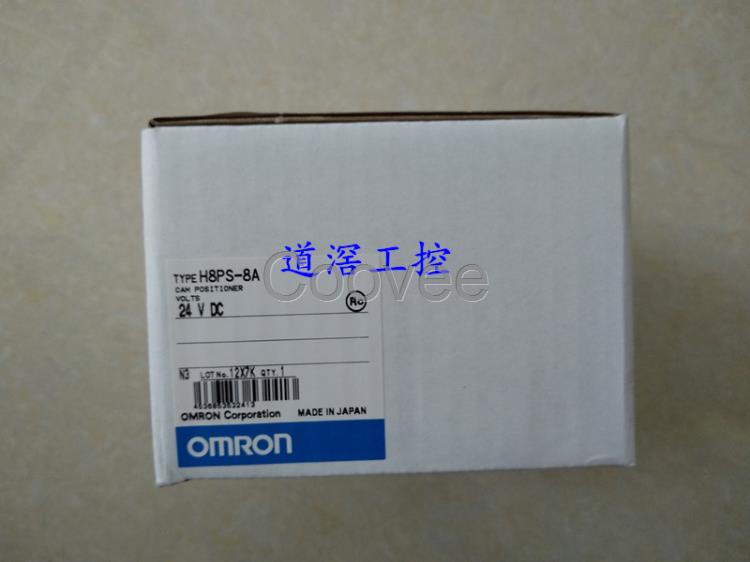 道滘工控
Coovee
TYPE H8PS-8A
CAM POSITIONER
VOLTS
24 V DC
N3 LOT No. 12X7K QTY. 1
4536853632413
OMRON Corporation MADE IN JAPAN
OMRON